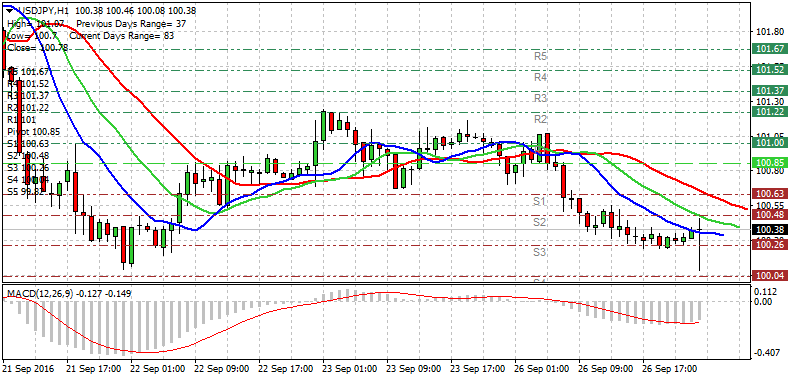 USDJPY,H1 100.38 100.46 100.08 100.38
High= 101.07 Previous Days Range= 37
Low= 100.7 Current Days Range= 83
Close= 100.78
R5 101.67
R4 101.52
R3 101.37
R2 101.22
R1 101
Pivot 100.85
S1 100.63
S2 100.48
S3 100.26
S4 100.04
S5 99.82
R5
R4
R3
R2
S1
S2
S3
101.80
101.67
101.52
101.37
101.30
101.22
101.05
101.00
100.85
100.80
100.63
100.55
100.48
100.38
100.26
100.04
MACD(12,26,9) -0.127 -0.149
0.112
0.00
-0.407
21 Sep 2016
21 Sep 17:00
22 Sep 01:00
22 Sep 09:00
22 Sep 17:00
23 Sep 01:00
23 Sep 09:00
23 Sep 17:00
26 Sep 01:00
26 Sep 09:00
26 Sep 17:00